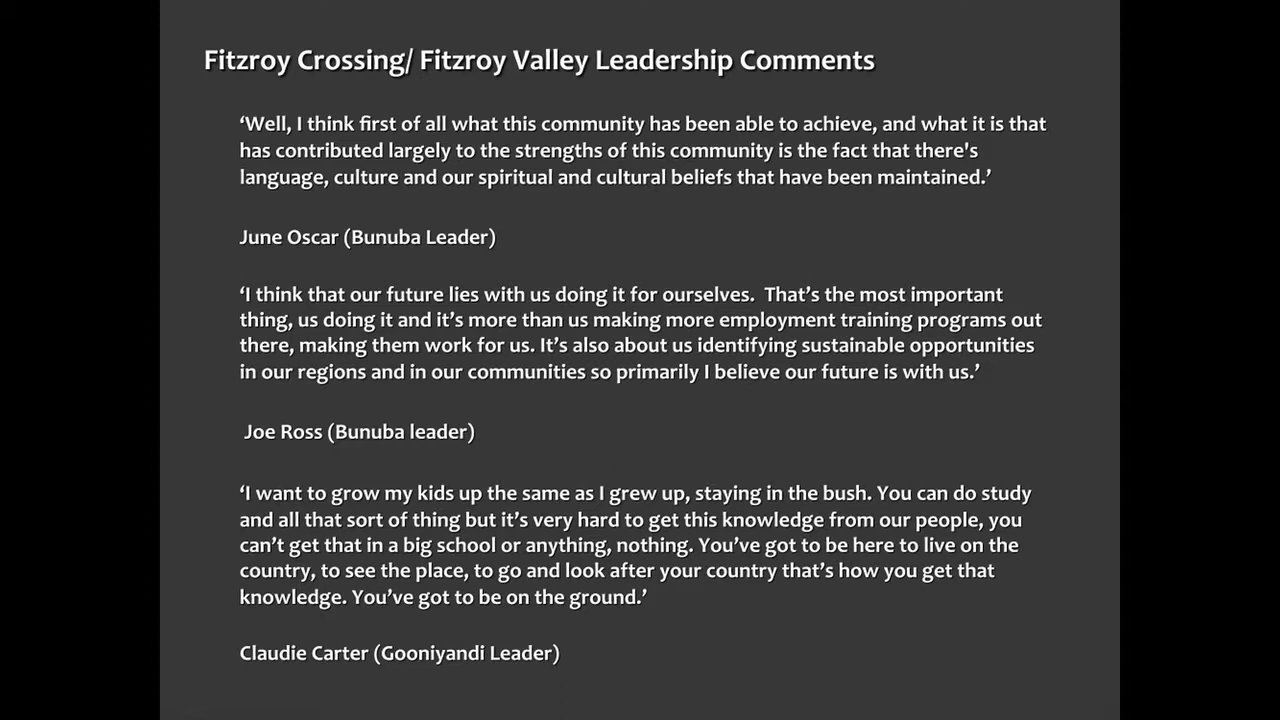 Fitzroy Crossing/ Fitzroy Valley Leadership Comments
‘Well, I think first of all what this community has been able to achieve, and what it is that
has contributed largely to the strengths of this community is the fact that there's
language, culture and our spiritual and cultural beliefs that have been maintained.’
June Oscar (Bunuba Leader)
‘I think that our future lies with us doing it for ourselves.  That’s the most important
thing, us doing it and it’s more than us making more employment training programs out
there, making them work for us. It’s also about us identifying sustainable opportunities
in our regions and in our communities so primarily I believe our future is with us.’
Joe Ross (Bunuba leader)
‘I want to grow my kids up the same as I grew up, staying in the bush. You can do study
and all that sort of thing but it’s very hard to get this knowledge from our people, you
can’t get that in a big school or anything, nothing. You’ve got to be here to live on the
country, to see the place, to go and look after your country that’s how you get that
knowledge. You’ve got to be on the ground.’
Claudie Carter (Gooniyandi Leader)